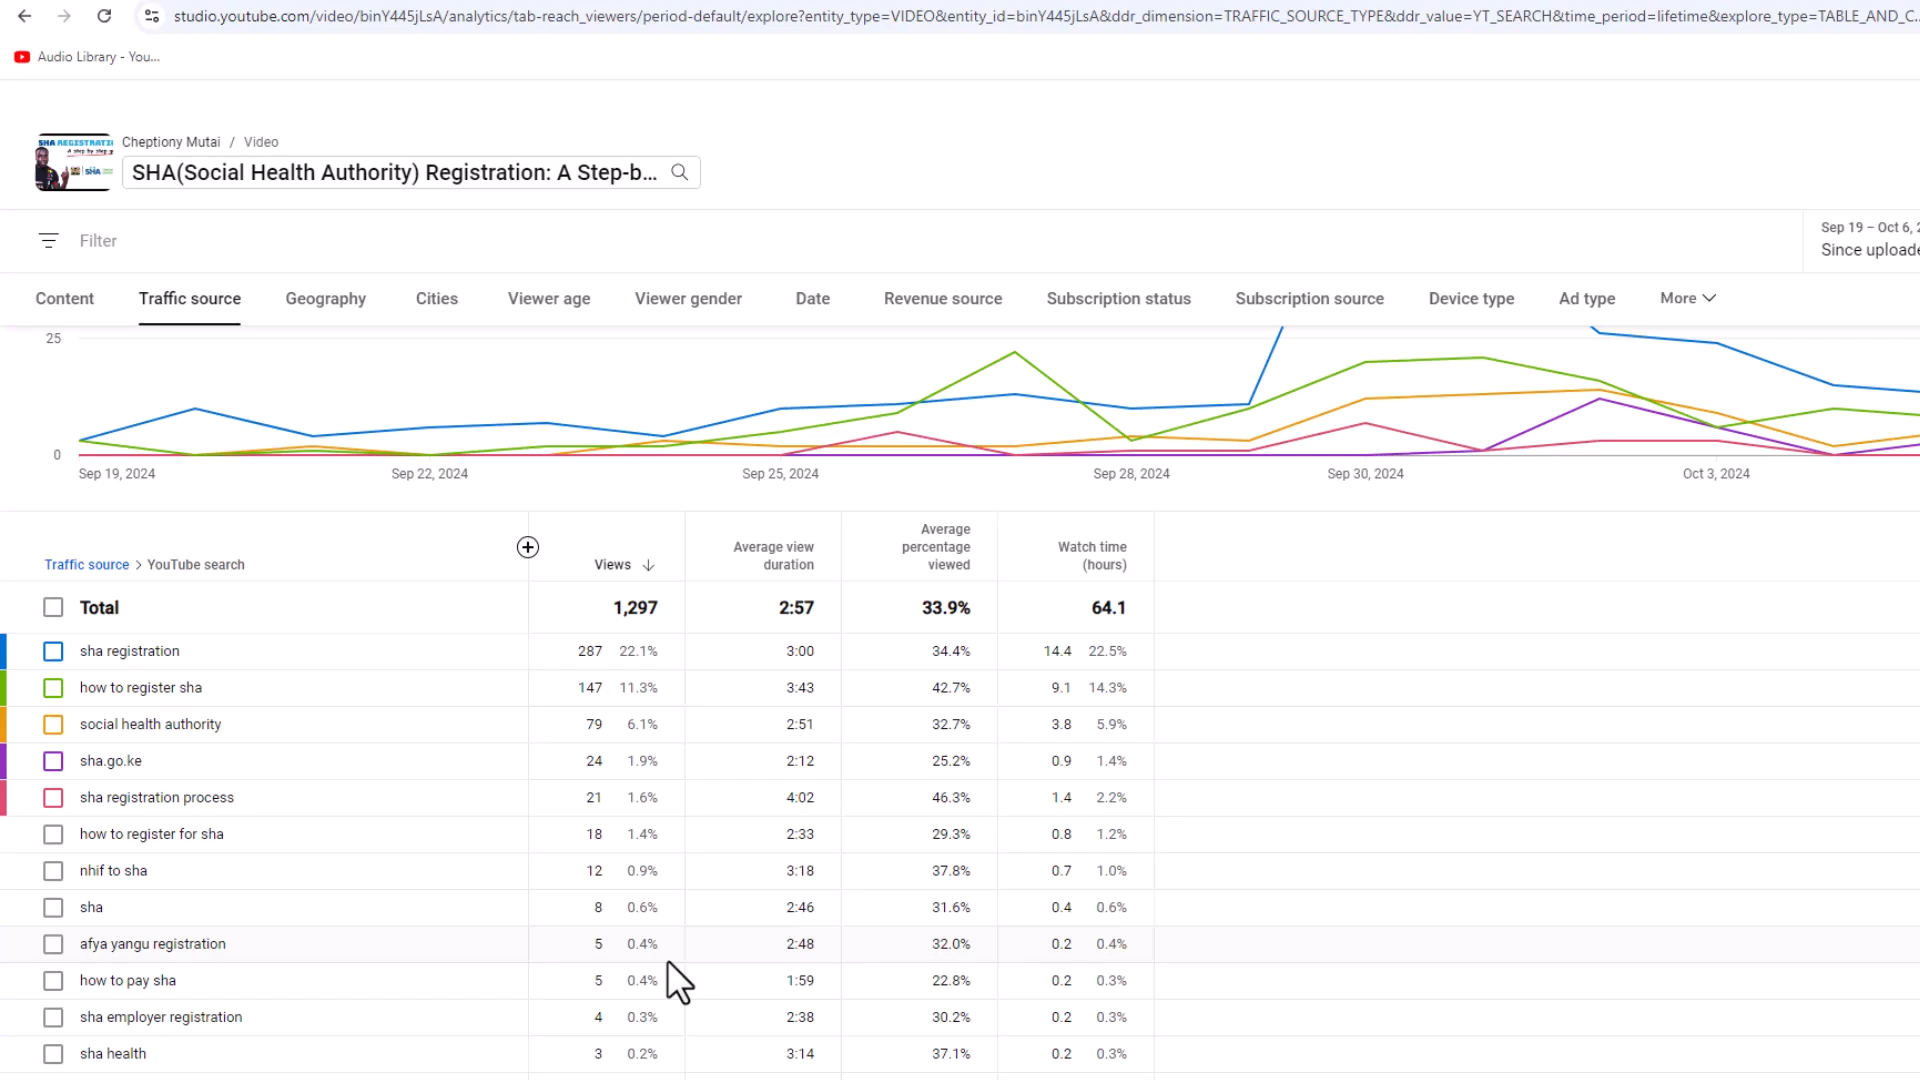 studio.youtube.com/video/binY445jLsA/analytics/tab-reach_viewers/period-default/explore?entity_type=VIDEO&entity_id=binY445jLsA&ddr_dimension=TRAFFIC_SOURCE_TYPE&ddr_value=YT_SEARCH&time_period=lifetime&explore_type=TABLE_AND_C...
Audio Library - You...
SHA REGISTRATI
A step by step g
SHA
Cheptiony Mutai / Video
SHA(Social Health Authority) Registration: A Step-b...
Filter
Sep 19 – Oct 6, 2
Since uploade
Content Traffic source Geography Cities Viewer age Viewer gender Date Revenue source Subscription status Subscription source Device type Ad type More
25
0
Sep 19, 2024 Sep 22, 2024 Sep 25, 2024 Sep 28, 2024 Sep 30, 2024 Oct 3, 2024
Traffic source > YouTube search Views Average view duration Average percentage viewed Watch time (hours)
Total 1,297 2:57 33.9% 64.1
sha registration 287 22.1% 3:00 34.4% 14.4 22.5%
how to register sha 147 11.3% 3:43 42.7% 9.1 14.3%
social health authority 79 6.1% 2:51 32.7% 3.8 5.9%
sha.go.ke 24 1.9% 2:12 25.2% 0.9 1.4%
sha registration process 21 1.6% 4:02 46.3% 1.4 2.2%
how to register for sha 18 1.4% 2:33 29.3% 0.8 1.2%
nhif to sha 12 0.9% 3:18 37.8% 0.7 1.0%
sha 8 0.6% 2:46 31.6% 0.4 0.6%
afya yangu registration 5 0.4% 2:48 32.0% 0.2 0.4%
how to pay sha 5 0.4% 1:59 22.8% 0.2 0.3%
sha employer registration 4 0.3% 2:38 30.2% 0.2 0.3%
sha health 3 0.2% 3:14 37.1% 0.2 0.3%